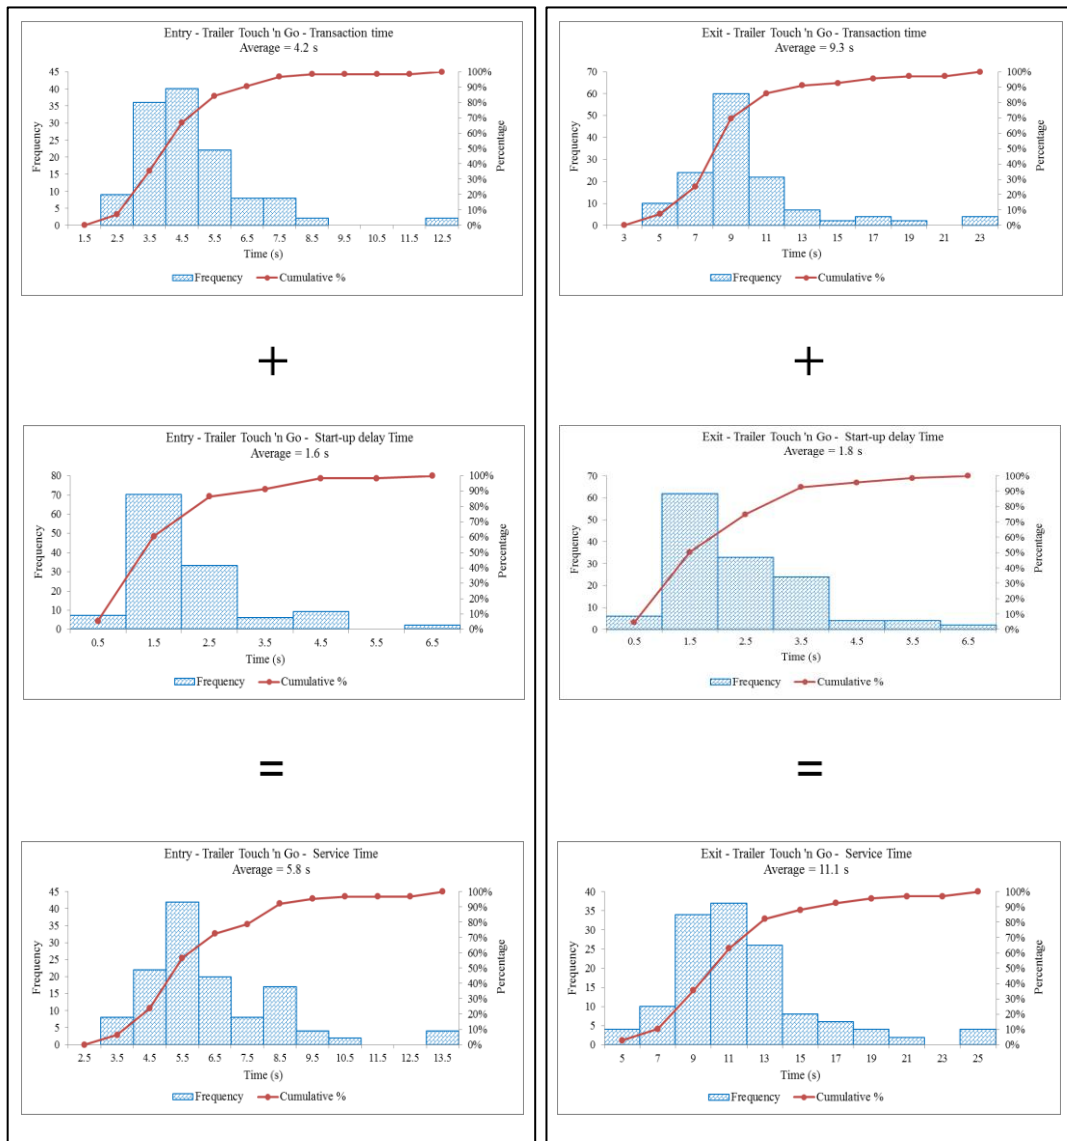 Entry - Trailer Touch 'n Go - Transaction time
Average = 4.2 s
45
40
35
30
25
20
15
10
5
0
Frequency
100%
90%
80%
70%
60%
50%
40%
30%
20%
10%
0%
Percentage
1.5 2.5 3.5 4.5 5.5 6.5 7.5 8.5 9.5 10.5 11.5 12.5
Time (s)
Frequency Cumulative %
+
Entry - Trailer Touch 'n Go - Start-up delay Time
Average = 1.6 s
80
70
60
50
40
30
20
10
0
Frequency
100%
90%
80%
70%
60%
50%
40%
30%
20%
10%
0%
Percentage
0.5 1.5 2.5 3.5 4.5 5.5 6.5
Time (s)
Frequency Cumulative %
=
Entry - Trailer Touch 'n Go - Service Time
Average = 5.8 s
45
40
35
30
25
20
15
10
5
0
Frequency
100%
90%
80%
70%
60%
50%
40%
30%
20%
10%
0%
Percentage
2.5 3.5 4.5 5.5 6.5 7.5 8.5 9.5 10.5 11.5 13.5
Time (s)
Frequency Cumulative %
Exit - Trailer Touch 'n Go - Transaction time
Average = 9.3 s
70
60
50
40
30
20
10
0
Frequency
100%
90%
80%
70%
60%
50%
40%
30%
20%
10%
0%
Percentage
3 5 7 9 11 13 15 17 19 21 23
Time (s)
Frequency Cumulative %
+
Exit - Trailer Touch 'n Go - Start-up delay Time
Average = 1.8 s
70
60
50
40
30
20
10
0
Frequency
100%
90%
80%
70%
60%
50%
40%
30%
20%
10%
0%
Percentage
0.5 1.5 2.5 3.5 4.5 5.5 6.5
Time (s)
Frequency Cumulative %
=
Exit - Trailer Touch 'n Go - Service Time
Average = 11.1 s
40
35
30
25
20
15
10
5
0
Frequency
100%
90%
80%
70%
60%
50%
40%
30%
20%
10%
0%
Percentage
5 7 9 11 13 15 17 19 21 23 25
Time (s)
Frequency Cumulative %